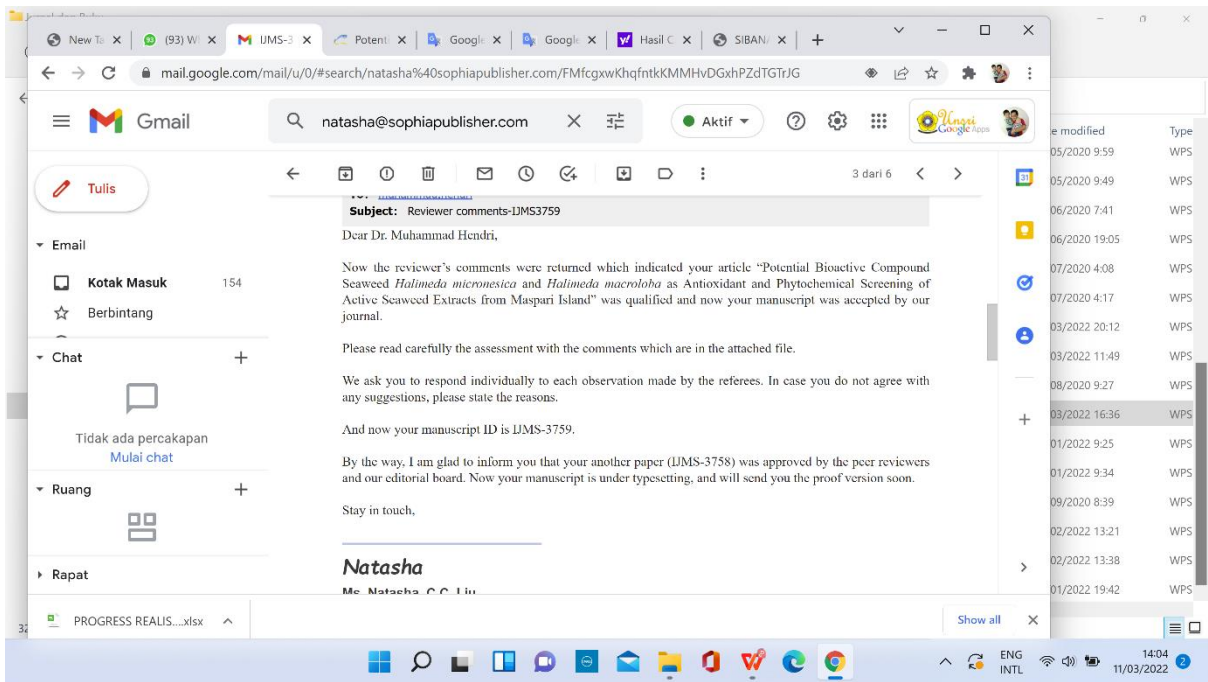 New Ta
(93) W
IJMS-3
Potenti
Google
Google
Hasil C
SIBAN
mail.google.com/mail/u/0/#search/natasha%40sophiapublisher.com/FMfcgxwKhqfntkKMMHvDGxhPZdTGTrJG
Gmail
natasha@sophiapublisher.com
Aktif
Unsri
Google Apps
Tulis
3 dari 6
Email
Kotak Masuk 154
Berbintang
Chat
Tidak ada percakapan
Mulai chat
Ruang
Rapat
Subject: Reviewer comments-IJMS3759
Dear Dr. Muhammad Hendri,
Now the reviewer's comments were returned which indicated your article “Potential Bioactive Compound
Seaweed Halimeda micronesica and Halimeda macroloba as Antioxidant and Phytochemical Screening of
Active Seaweed Extracts from Maspari Island” was qualified and now your manuscript was accepted by our
journal.
Please read carefully the assessment with the comments which are in the attached file.
We ask you to respond individually to each observation made by the referees. In case you do not agree with
any suggestions, please state the reasons.
And now your manuscript ID is IJMS-3759.
By the way, I am glad to inform you that your another paper (IJMS-3758) was approved by the peer reviewers
and our editorial board. Now your manuscript is under typesetting, and will send you the proof version soon.
Stay in touch,
Natasha
Ms. Natasha. C.C. Liu
31
e modified Type
05/2020 9:59 WPS
05/2020 9:49 WPS
06/2020 7:41 WPS
06/2020 19:05 WPS
07/2020 4:08 WPS
07/2020 4:17 WPS
03/2022 20:12 WPS
03/2022 11:49 WPS
08/2020 9:27 WPS
03/2022 16:36 WPS
01/2022 9:25 WPS
01/2022 9:34 WPS
09/2020 8:39 WPS
02/2022 13:21 WPS
02/2022 13:38 WPS
01/2022 19:42 WPS
PROGRESS REALIS....xlsx
Show all
ENG
INTL
14:04
11/03/2022
2